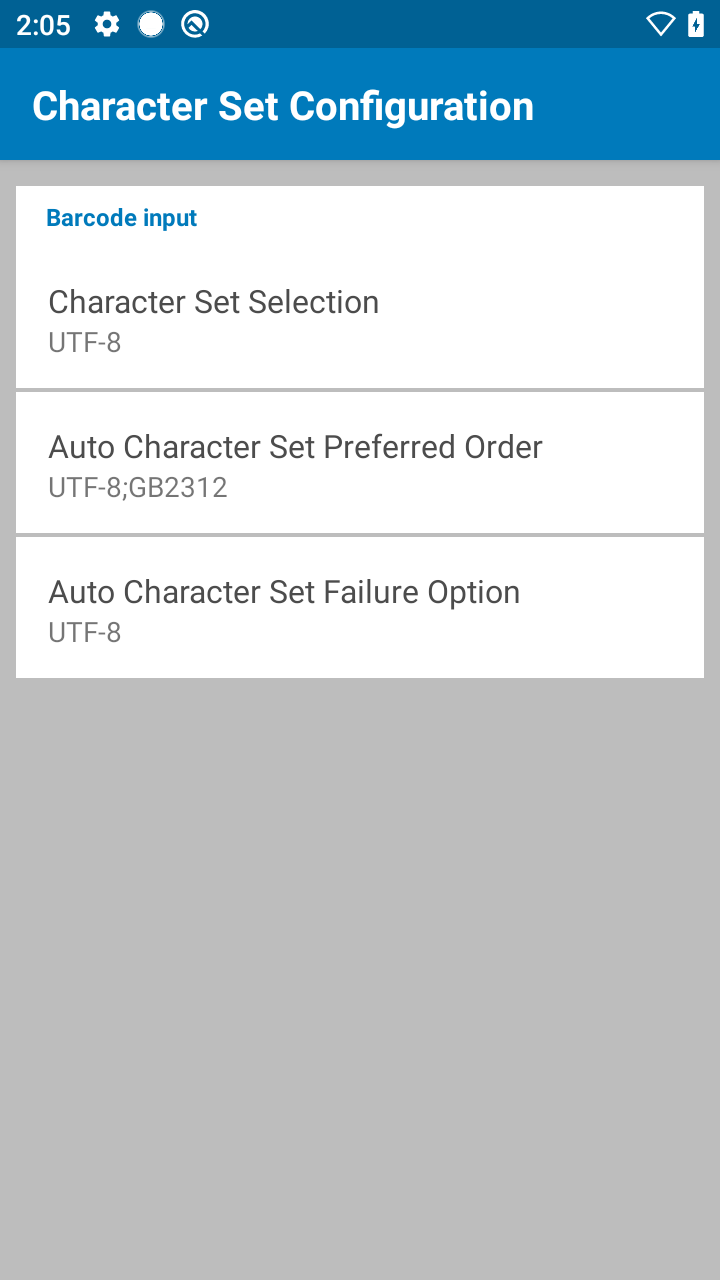 2:05
Character Set Configuration
Barcode input
Character Set Selection
UTF-8
Auto Character Set Preferred Order
UTF-8;GB2312
Auto Character Set Failure Option
UTF-8